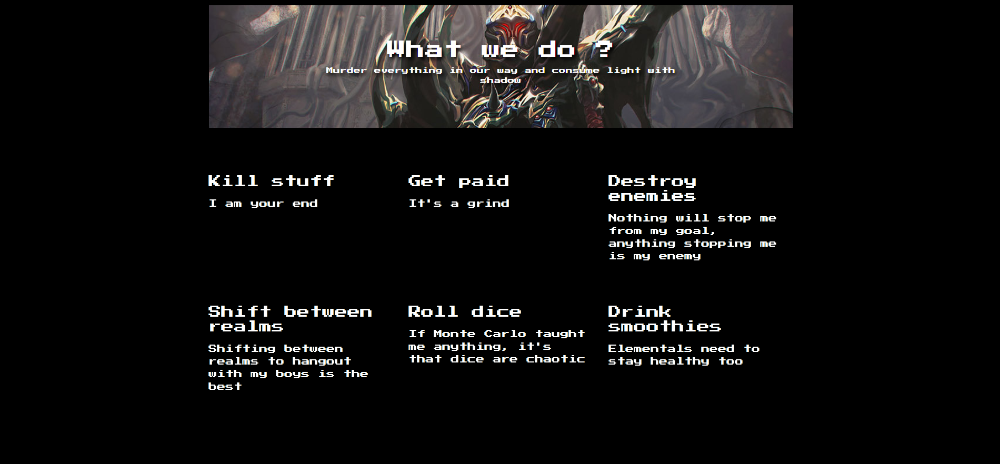 What we do ?
Murder everything in our way and consume light with
shadow
Kill stuff
I am your end
Get paid
It's a grind
Destroy
enemies
Nothing will stop me
from my goal,
anything stopping me
is my enemy
Shift between
realms
Shifting between
realms to hangout
with my boys is the
best
Roll dice
If Monte Carlo taught
me anything, it's
that dice are chaotic
Drink
smoothies
Elementals need to
stay healthy too